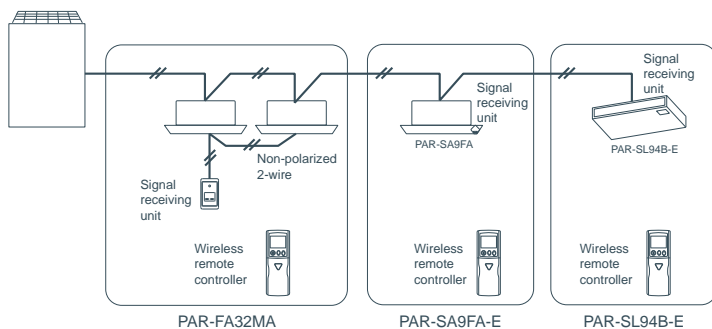 Signal
receiving
unit
Signal
receiving
unit
PAR-SA9FA
PAR-SL94B-E
Non-polarized
2-wire
Signal
receiving
unit
Wireless
remote
controller
Wireless
remote
controller
Wireless
remote
controller
PAR-FA32MA
PAR-SA9FA-E
PAR-SL94B-E